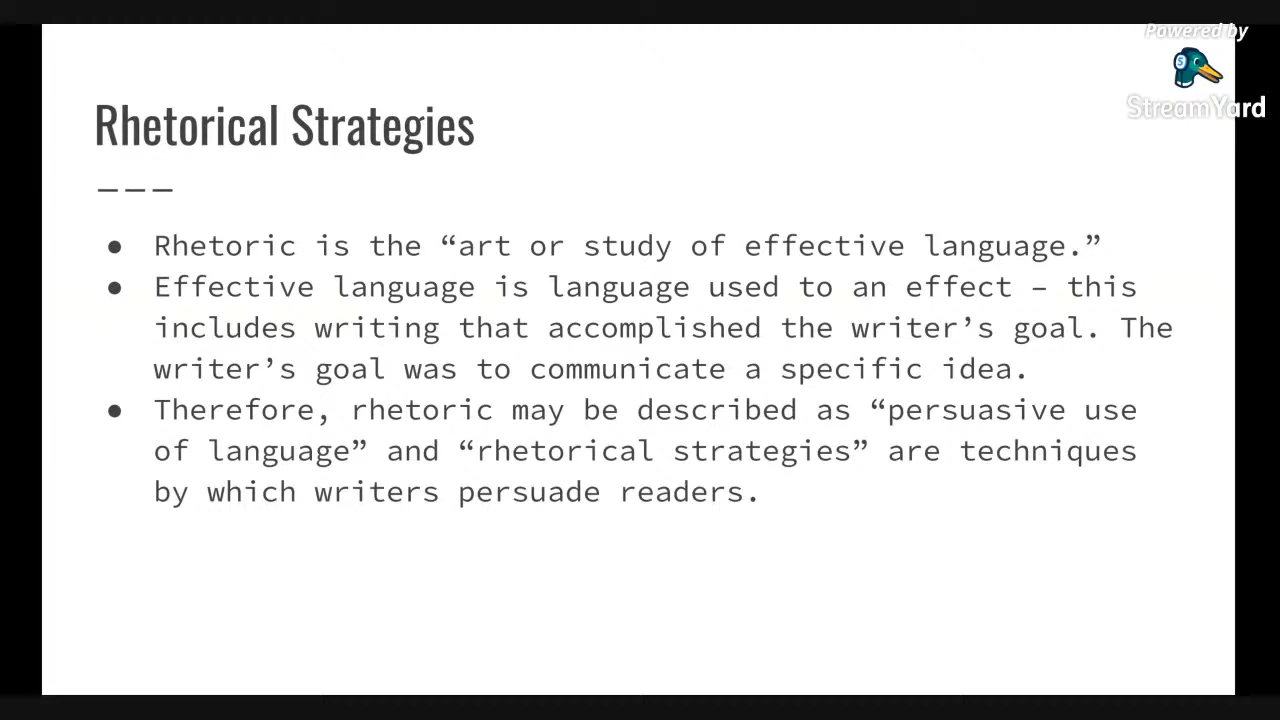 Powered by
StreamYard
Rhetorical Strategies
———
● Rhetoric is the “art or study of effective language.”
● Effective language is language used to an effect – this
includes writing that accomplished the writer’s goal. The
writer’s goal was to communicate a specific idea.
● Therefore, rhetoric may be described as “persuasive use
of language” and “rhetorical strategies” are techniques
by which writers persuade readers.